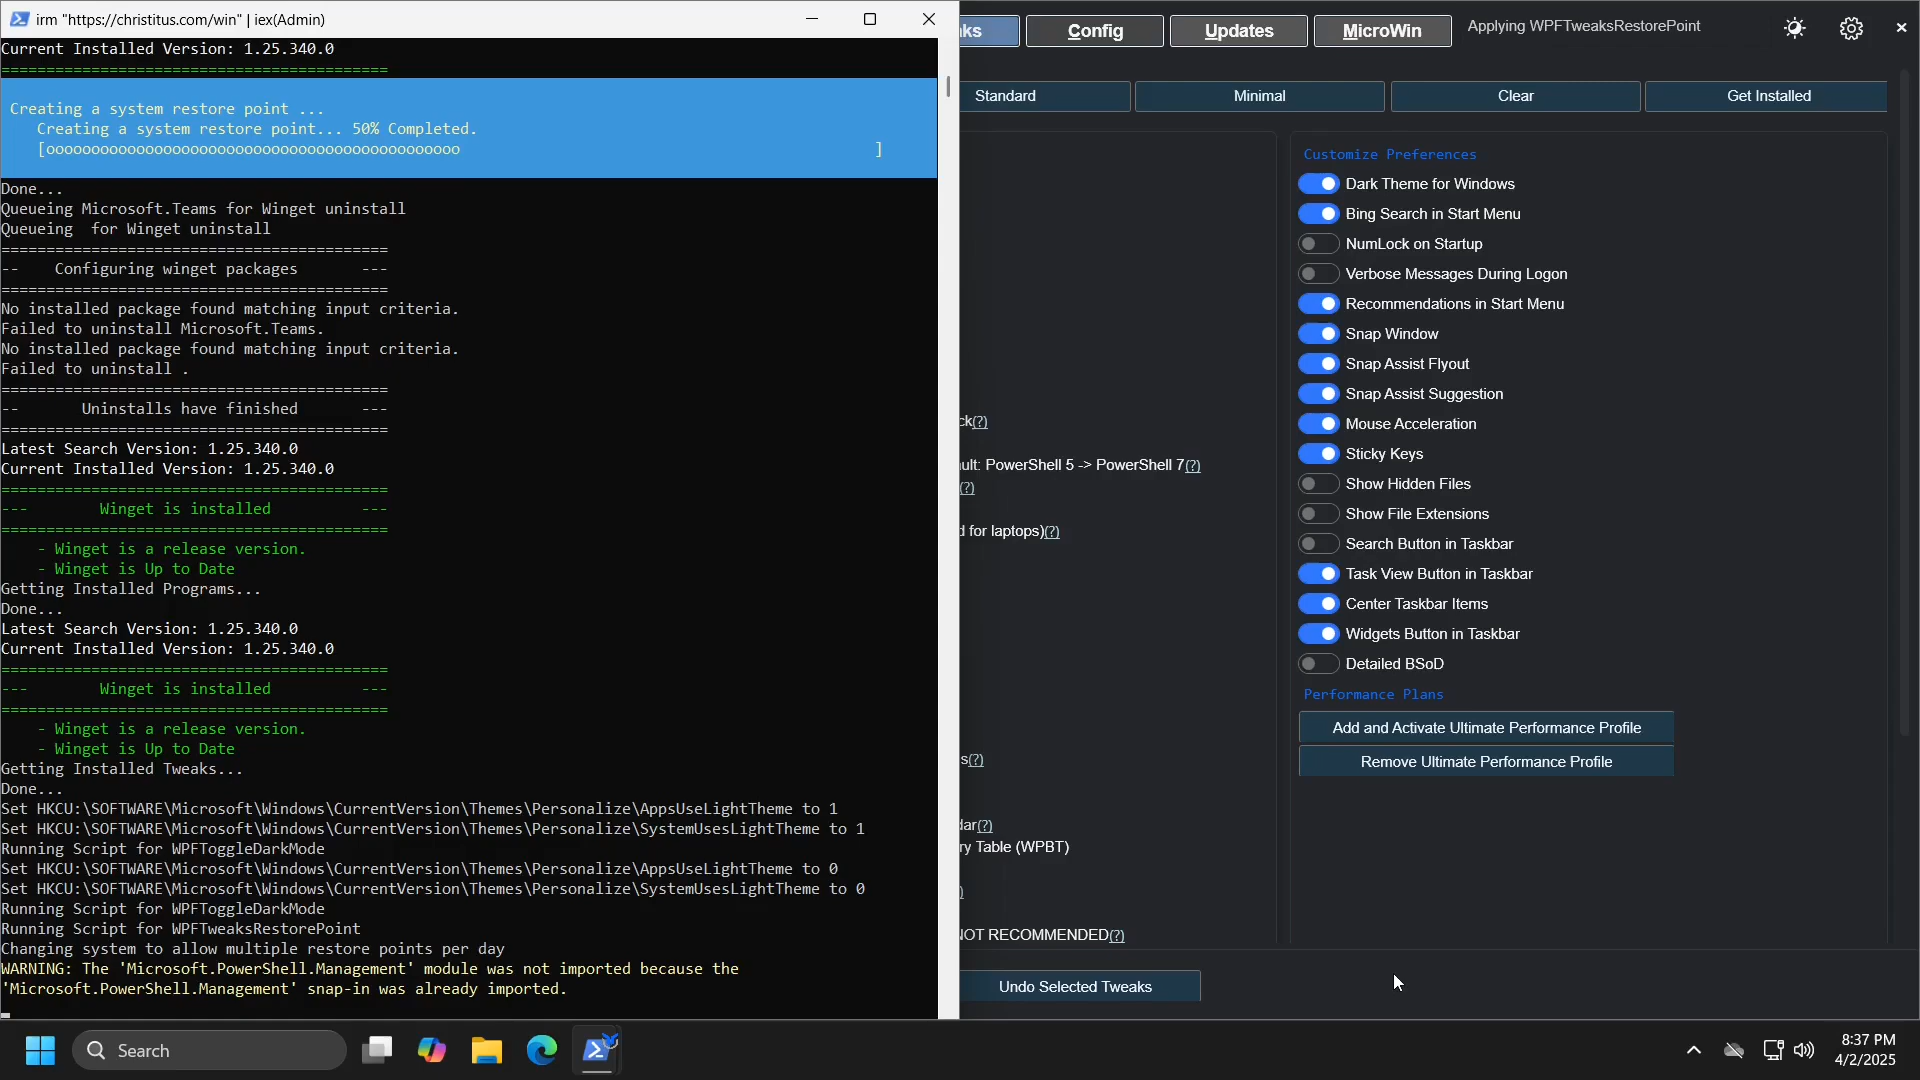 irm "https://christitus.com/win" | iex(Admin)
Current Installed Version: 1.25.340.0
===========================================
Creating a system restore point ...
Creating a system restore point... 50% Completed.
[oooooooooooooooooooooooooooooooooooooooooooooo ]
Done...
Queueing Microsoft.Teams for Winget uninstall
Queueing  for Winget uninstall
===========================================
--    Configuring winget packages       ---
===========================================
No installed package found matching input criteria.
Failed to uninstall Microsoft.Teams.
No installed package found matching input criteria.
Failed to uninstall .
===========================================
--       Uninstalls have finished       ---
===========================================
Latest Search Version: 1.25.340.0
Current Installed Version: 1.25.340.0
===========================================
---        Winget is installed          ---
===========================================
- Winget is a release version.
- Winget is Up to Date
Getting Installed Programs...
Done...
Latest Search Version: 1.25.340.0
Current Installed Version: 1.25.340.0
===========================================
---        Winget is installed          ---
===========================================
- Winget is a release version.
- Winget is Up to Date
Getting Installed Tweaks...
Done...
Set HKCU:\SOFTWARE\Microsoft\Windows\CurrentVersion\Themes\Personalize\AppsUseLightTheme to 1
Set HKCU:\SOFTWARE\Microsoft\Windows\CurrentVersion\Themes\Personalize\SystemUsesLightTheme to 1
Running Script for WPFToggleDarkMode
Set HKCU:\SOFTWARE\Microsoft\Windows\CurrentVersion\Themes\Personalize\AppsUseLightTheme to 0
Set HKCU:\SOFTWARE\Microsoft\Windows\CurrentVersion\Themes\Personalize\SystemUsesLightTheme to 0
Running Script for WPFToggleDarkMode
Running Script for WPFTweaksRestorePoint
Changing system to allow multiple restore points per day
WARNING: The 'Microsoft.PowerShell.Management' module was not imported because the
'Microsoft.PowerShell.Management' snap-in was already imported.
ks Config Updates MicroWin Applying WPFTweaksRestorePoint
Standard Minimal Clear Get Installed
ck(?)
ult: PowerShell 5 -> PowerShell 7(?)
(?)
d for laptops)(?)
s(?)
dar(?)
ry Table (WPBT)
)
NOT RECOMMENDED(?)
Undo Selected Tweaks
Customize Preferences
Dark Theme for Windows
Bing Search in Start Menu
NumLock on Startup
Verbose Messages During Logon
Recommendations in Start Menu
Snap Window
Snap Assist Flyout
Snap Assist Suggestion
Mouse Acceleration
Sticky Keys
Show Hidden Files
Show File Extensions
Search Button in Taskbar
Task View Button in Taskbar
Center Taskbar Items
Widgets Button in Taskbar
Detailed BSoD
Performance Plans
Add and Activate Ultimate Performance Profile
Remove Ultimate Performance Profile
Search
8:37 PM
4/2/2025